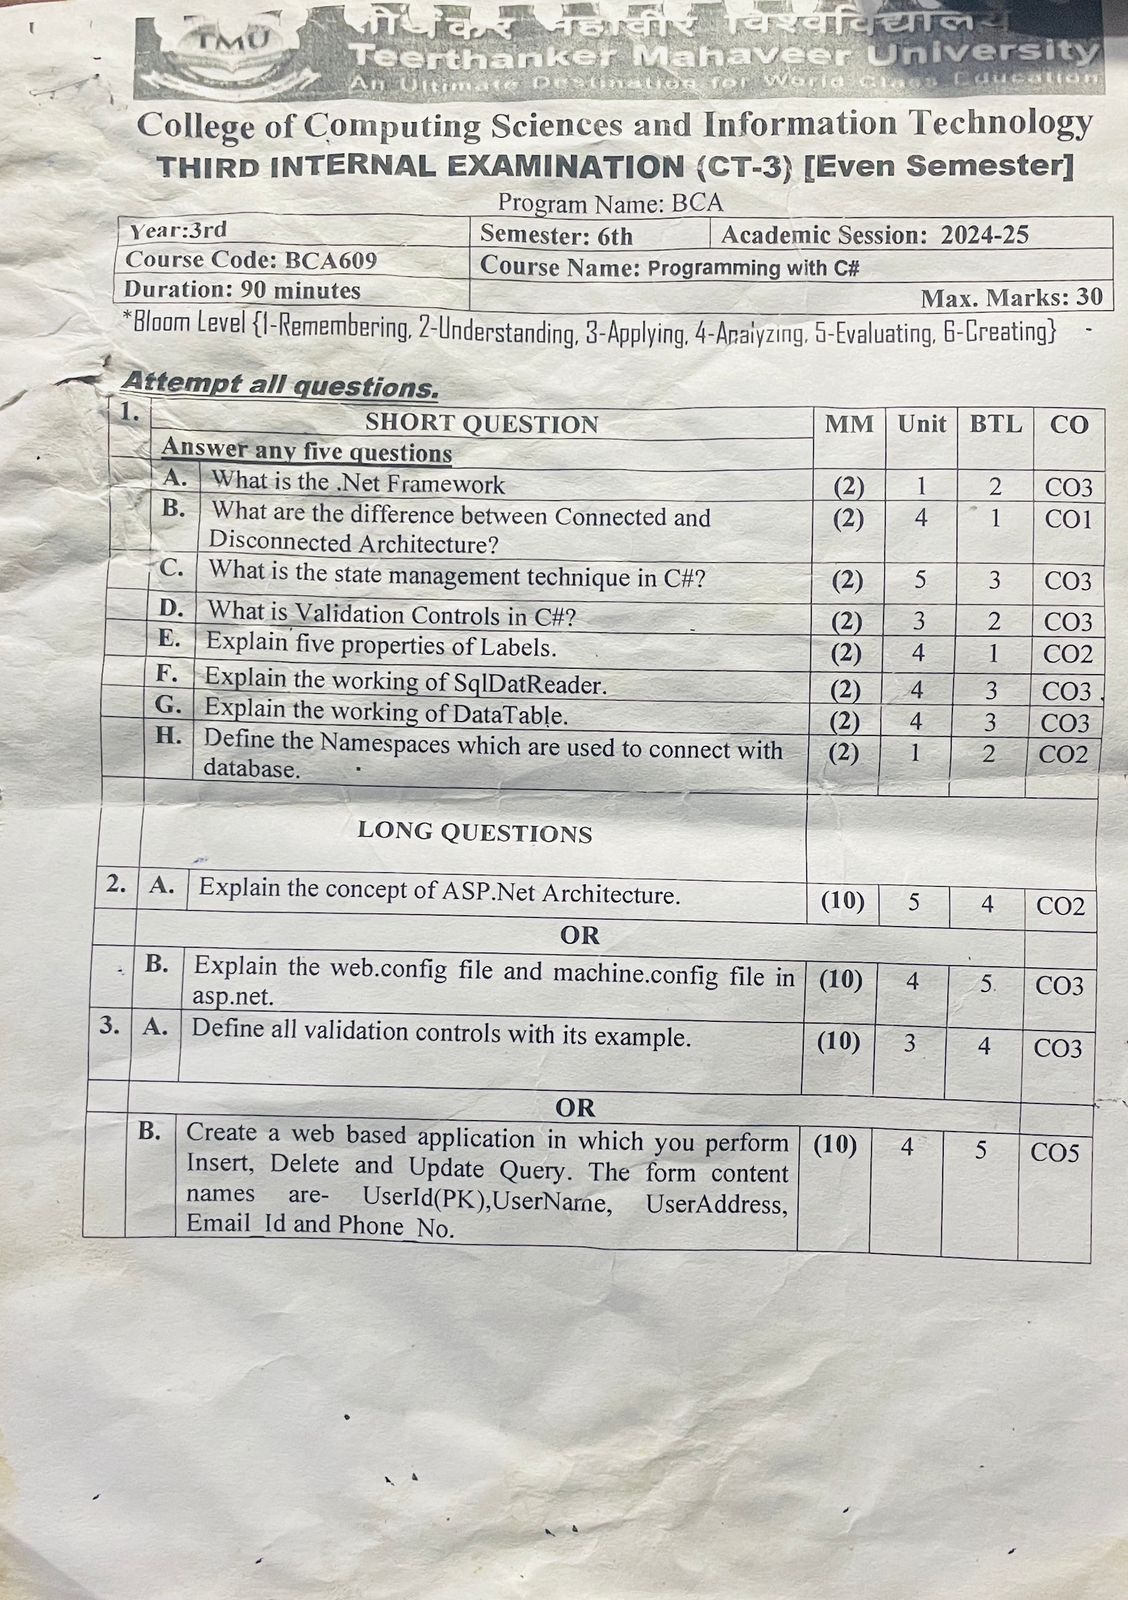 TMU
तीर्थंकर महावीर विश्वविद्यालय
Teerthanker Mahaveer University
An Ultimate Destination for World Class Education
College of Computing Sciences and Information Technology
THIRD INTERNAL EXAMINATION (CT-3) [Even Semester]
Program Name: BCA
Year:3rd Semester: 6th Academic Session: 2024-25
Course Code: BCA609 Course Name: Programming with C#
Duration: 90 minutes Max. Marks: 30
*Bloom Level {1-Remembering, 2-Understanding, 3-Applying, 4-Analyzing, 5-Evaluating, 6-Creating}
Attempt all questions.
1. SHORT QUESTION MM Unit BTL CO
Answer any five questions
A. What is the .Net Framework (2) 1 2 CO3
B. What are the difference between Connected and (2) 4 1 CO1
Disconnected Architecture?
C. What is the state management technique in C#? (2) 5 3 CO3
D. What is Validation Controls in C#? (2) 3 2 CO3
E. Explain five properties of Labels. (2) 4 1 CO2
F. Explain the working of SqlDatReader. (2) 4 3 CO3
G. Explain the working of DataTable. (2) 4 3 CO3
H. Define the Namespaces which are used to connect with (2) 1 2 CO2
database.
LONG QUESTIONS
2. A. Explain the concept of ASP.Net Architecture. (10) 5 4 CO2
OR
B. Explain the web.config file and machine.config file in (10) 4 5 CO3
asp.net.
3. A. Define all validation controls with its example. (10) 3 4 CO3
OR
B. Create a web based application in which you perform (10) 4 5 CO5
Insert, Delete and Update Query. The form content
names are- UserId(PK),UserName, UserAddress,
Email_Id and Phone_No.